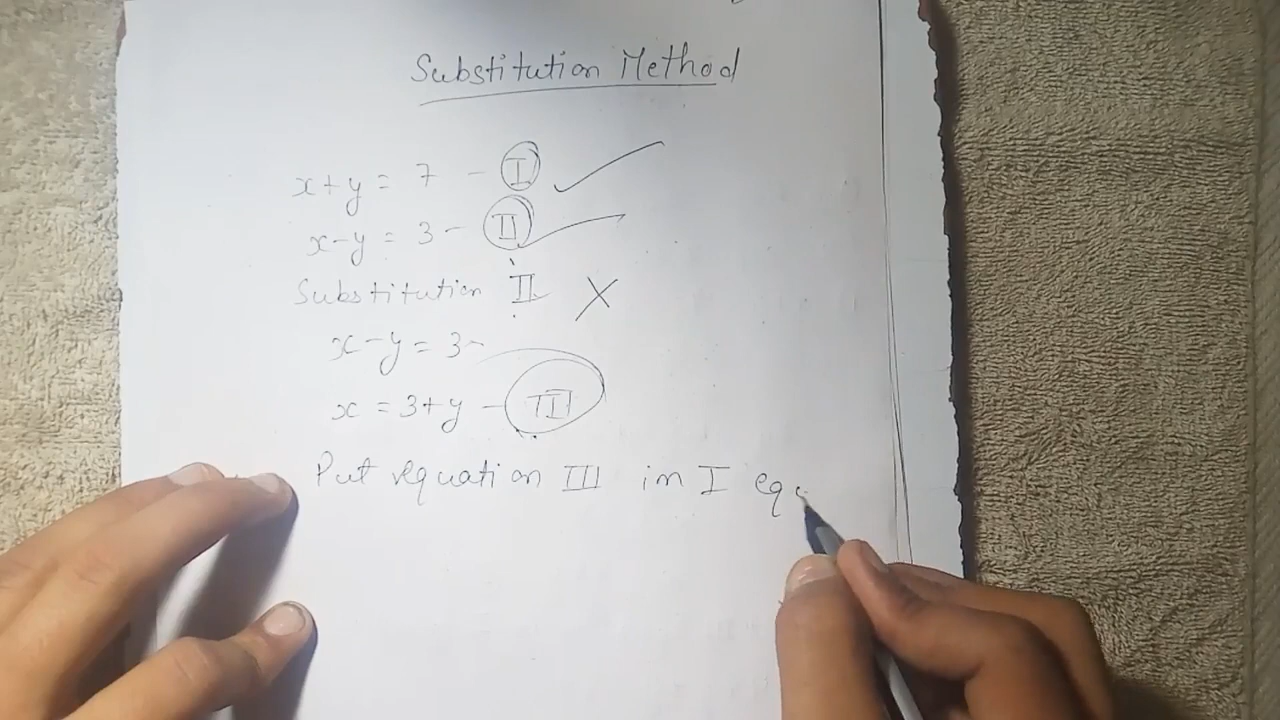 Substitution Method
x+y = 7 - I
x-y = 3 - II
Substitution II
x-y = 3
x = 3+y - III
Put equation III in I eq